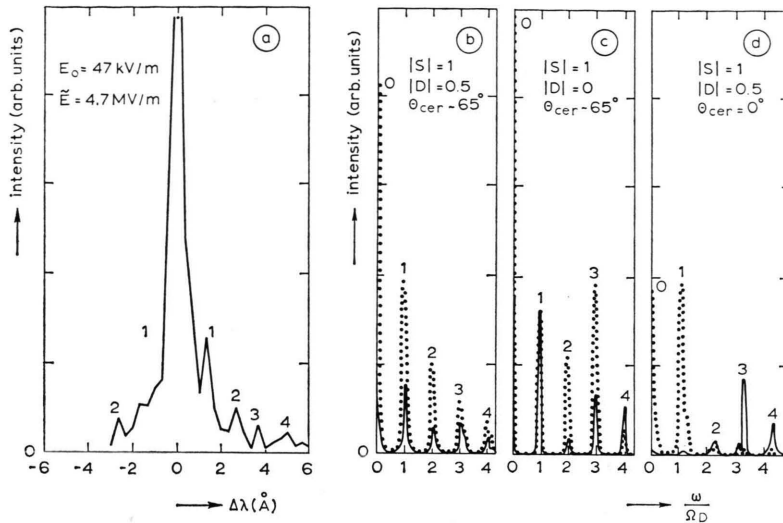 intensity (arb. units)
a
E₀ = 47 kV/m
Ẽ = 4.7 MV/m
1
1
2
2
3
4
0
-6 -4 -2 0 2 4 6
Δλ(Å)
intensity (arb. units)
b
|S| = 1
|D| = 0.5
θcer ~ 65°
0
1
2
3
4
0
0 1 2 3 4
c
|S| = 1
|D| = 0
θcer ~ 65°
0
1
2
3
4
0 1 2 3 4
d
|S| = 1
|D| = 0.5
θcer = 0°
0
1
2
3
4
0 1 2 3 4
ω
Ω_D